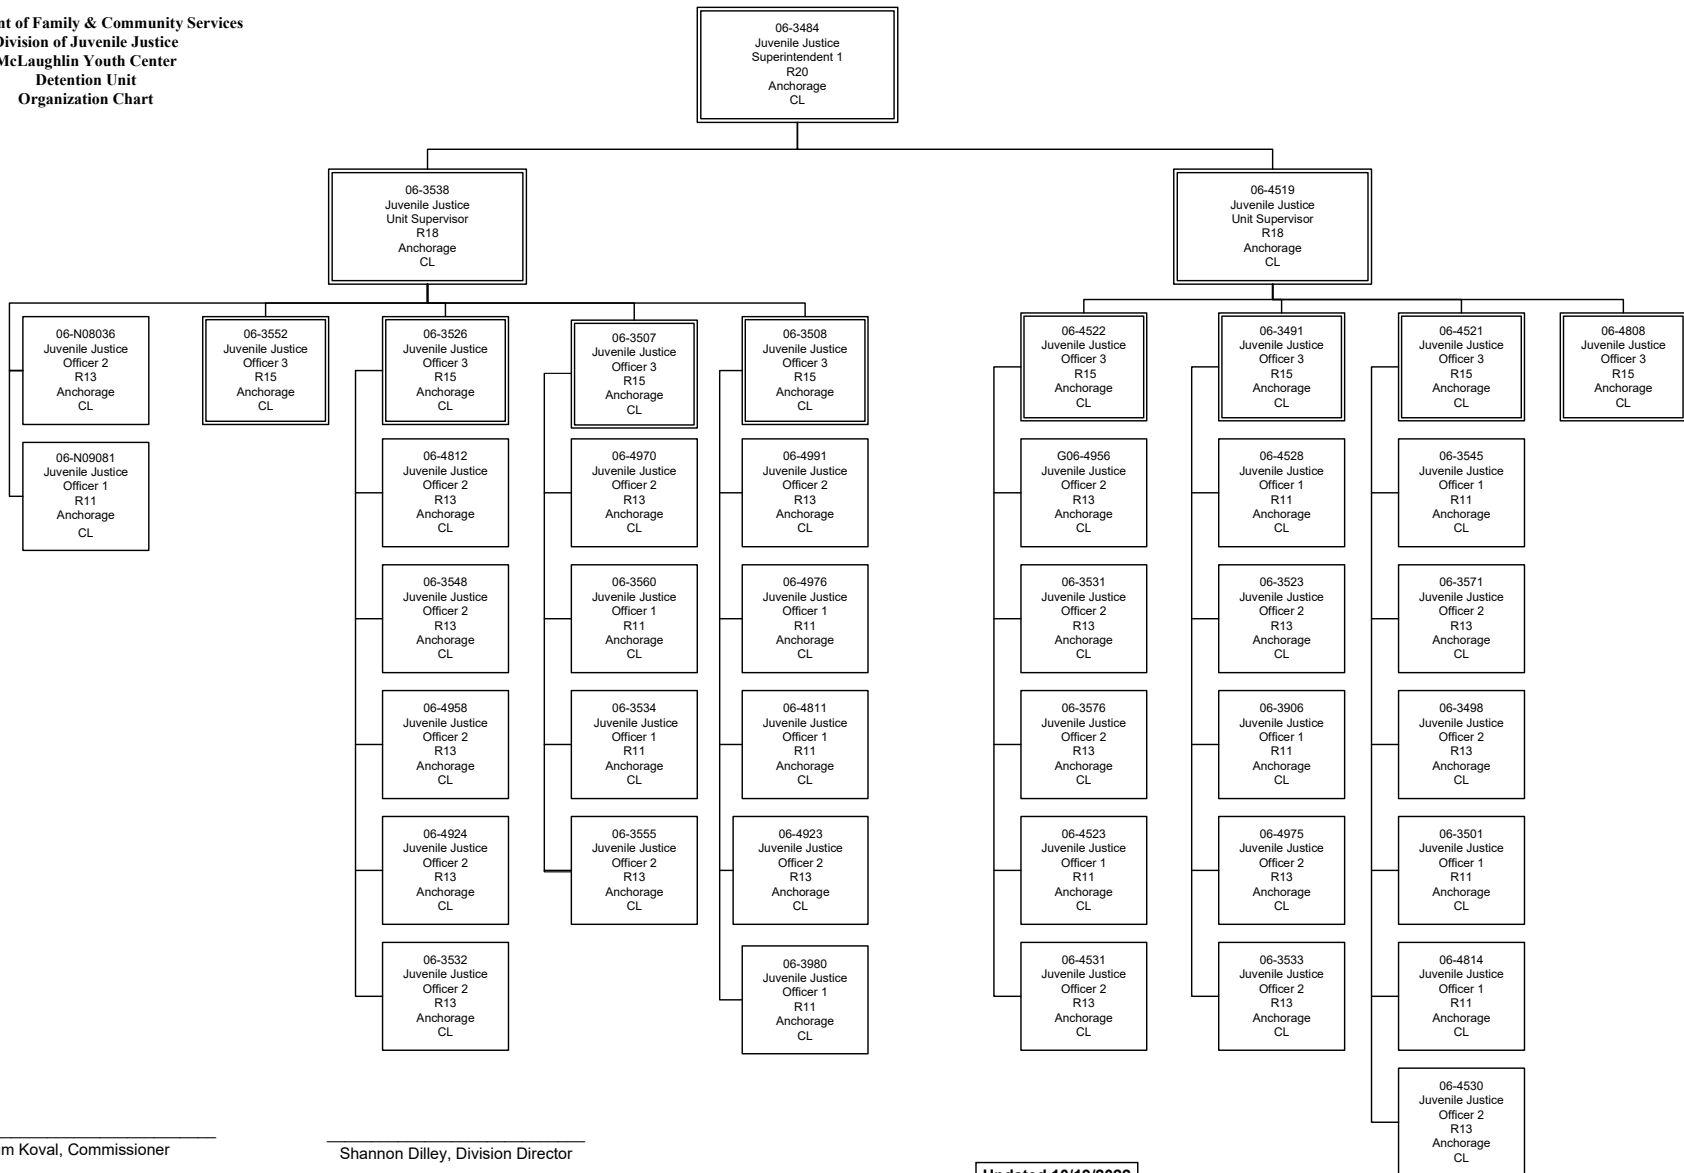 of Family & Community Services
Division of Juvenile Justice
McLaughlin Youth Center
Detention Unit
Organization Chart
06-3484
Juvenile Justice
Superintendent 1
R20
Anchorage
CL
06-3538
Juvenile Justice
Unit Supervisor
R18
Anchorage
CL
06-4519
Juvenile Justice
Unit Supervisor
R18
Anchorage
CL
06-N08036
Juvenile Justice
Officer 2
R13
Anchorage
CL
06-N09081
Juvenile Justice
Officer 1
R11
Anchorage
CL
06-3552
Juvenile Justice
Officer 3
R15
Anchorage
CL
06-3526
Juvenile Justice
Officer 3
R15
Anchorage
CL
06-4812
Juvenile Justice
Officer 2
R13
Anchorage
CL
06-3548
Juvenile Justice
Officer 2
R13
Anchorage
CL
06-4958
Juvenile Justice
Officer 2
R13
Anchorage
CL
06-4924
Juvenile Justice
Officer 2
R13
Anchorage
CL
06-3532
Juvenile Justice
Officer 2
R13
Anchorage
CL
06-3507
Juvenile Justice
Officer 3
R15
Anchorage
CL
06-4970
Juvenile Justice
Officer 2
R13
Anchorage
CL
06-3560
Juvenile Justice
Officer 1
R11
Anchorage
CL
06-3534
Juvenile Justice
Officer 1
R11
Anchorage
CL
06-3555
Juvenile Justice
Officer 2
R13
Anchorage
CL
06-3508
Juvenile Justice
Officer 3
R15
Anchorage
CL
06-4991
Juvenile Justice
Officer 2
R13
Anchorage
CL
06-4976
Juvenile Justice
Officer 1
R11
Anchorage
CL
06-4811
Juvenile Justice
Officer 1
R11
Anchorage
CL
06-4923
Juvenile Justice
Officer 2
R13
Anchorage
CL
06-3980
Juvenile Justice
Officer 1
R11
Anchorage
CL
06-4522
Juvenile Justice
Officer 3
R15
Anchorage
CL
G06-4956
Juvenile Justice
Officer 2
R13
Anchorage
CL
06-3531
Juvenile Justice
Officer 2
R13
Anchorage
CL
06-3576
Juvenile Justice
Officer 2
R13
Anchorage
CL
06-4523
Juvenile Justice
Officer 1
R11
Anchorage
CL
06-4531
Juvenile Justice
Officer 2
R13
Anchorage
CL
06-3491
Juvenile Justice
Officer 3
R15
Anchorage
CL
06-4528
Juvenile Justice
Officer 1
R11
Anchorage
CL
06-3523
Juvenile Justice
Officer 2
R13
Anchorage
CL
06-3906
Juvenile Justice
Officer 1
R11
Anchorage
CL
06-4975
Juvenile Justice
Officer 2
R13
Anchorage
CL
06-3533
Juvenile Justice
Officer 2
R13
Anchorage
CL
06-4521
Juvenile Justice
Officer 3
R15
Anchorage
CL
06-3545
Juvenile Justice
Officer 1
R11
Anchorage
CL
06-3571
Juvenile Justice
Officer 2
R13
Anchorage
CL
06-3498
Juvenile Justice
Officer 2
R13
Anchorage
CL
06-3501
Juvenile Justice
Officer 1
R11
Anchorage
CL
06-4814
Juvenile Justice
Officer 1
R11
Anchorage
CL
06-4530
Juvenile Justice
Officer 2
R13
Anchorage
CL
06-4808
Juvenile Justice
Officer 3
R15
Anchorage
CL
Koval, Commissioner
Shannon Dilley, Division Director
Updated